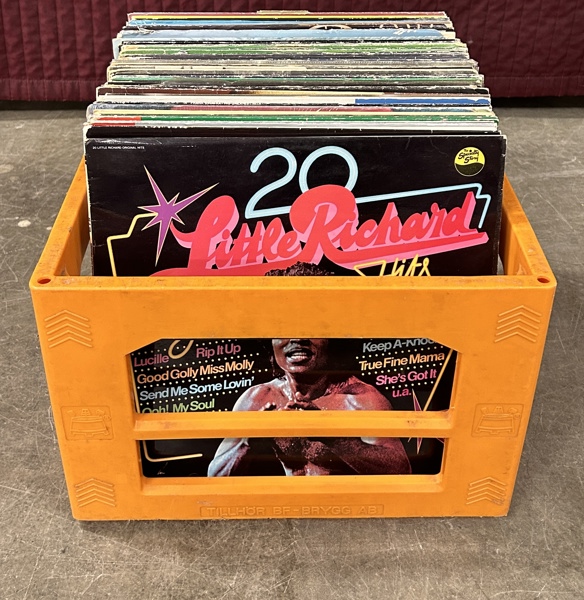 20 LITTLE RICHARD ORIGINAL HITS
20
Little Richard
Hits
Lucille
Rip It Up
Good Golly Miss Molly
Send Me Some Lovin'
Ooh! My Soul
Keep A-Knoc
True Fine Mama
She's Got It
u.a.
TILLHÖR BF-BRYGG AB